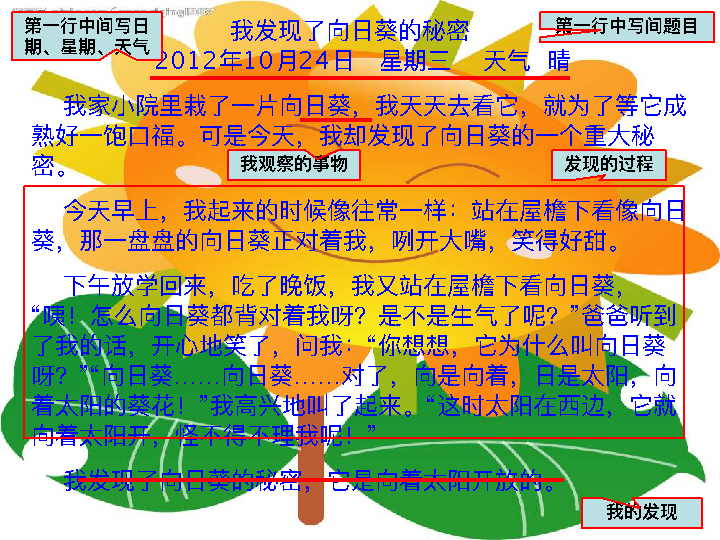 我发现了向日葵的秘密
第一行中写间题目
第一行中间写日
期、星期、天气
2012年10月24日 星期三 天气 晴
我家小院里栽了一片向日葵，我天天去看它，就为了等它成
熟好一饱口福。可是今天，我却发现了向日葵的一个重大秘
密。
我观察的事物
发现的过程
今天早上，我起来的时候像往常一样：站在屋檐下看像向日
葵，那一盘盘的向日葵正对着我，咧开大嘴，笑得好甜。
下午放学回来，吃了晚饭，我又站在屋檐下看向日葵，
“咦！怎么向日葵都背对着我呀？是不是生气了呢？”爸爸听到
了我的话，开心地笑了，问我：“你想想，它为什么叫向日葵
呀？”“向日葵……向日葵……对了，向是向着，日是太阳，向
着太阳的葵花！”我高兴地叫了起来。“这时太阳在西边，它就
向着太阳开，怪不得不理我呢！”
我发现了向日葵的秘密，它是向着太阳开放的。
我的发现